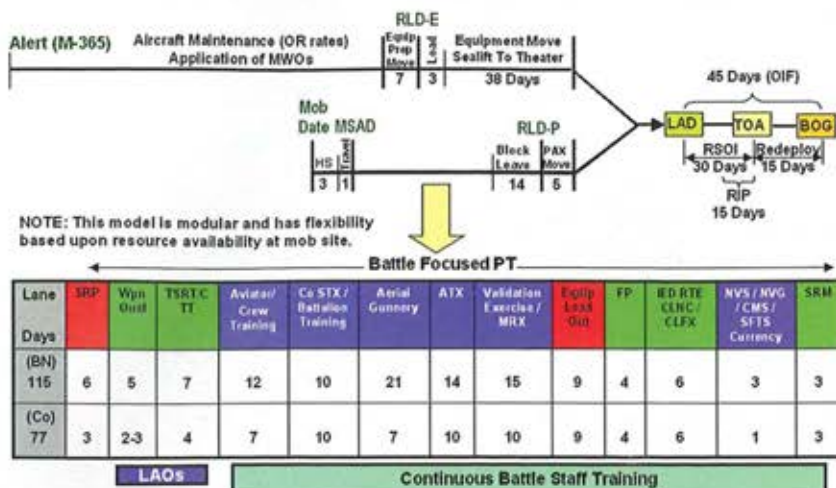 RLD-E
Alert (M-365)
Aircraft Maintenance (OR rates)
Application of MWOs
Equip
Prep
Move
Load
Equipment Move
Sealift To Theater
7
3
38 Days
45 Days (OIF)
LAD
TOA
BOG
RSOI
30 Days
Redeploy
15 Days
RIP
15 Days
Mob
Date
MSAD
RLD-P
HS
Travel
Block
Leave
PAX
Move
3
1
14
5
NOTE: This model is modular and has flexibility
based upon resource availability at mob site.
Battle Focused PT
Lane
Days
SRP
Wpn
Qual
TSRT.C
TT
Aviator/
Crew
Training
Co STX /
Battalion
Training
Aerial
Gunnery
ATX
Validation
Exercise /
MRX
Equip
Load
Out
FP
IED RTE
CLNC /
CLFX
NVS / NVG
/ CMS /
SFTS
Currency
SRM
(BN)
115
6
5
7
12
10
21
14
15
9
4
6
3
3
(Co)
77
3
2-3
4
7
10
7
10
10
9
4
6
1
3
LAOs
Continuous Battle Staff Training